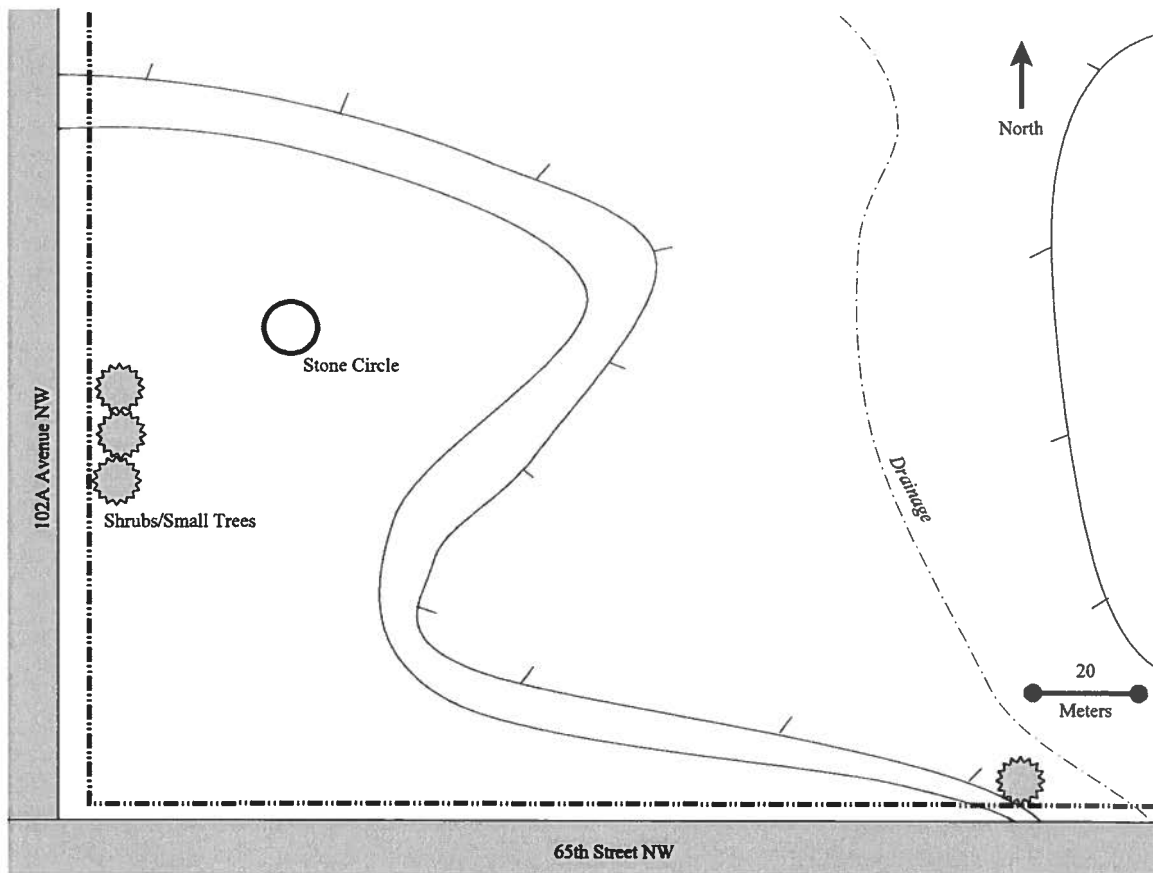 North
Stone Circle
102A Avenue NW
Shrubs/Small Trees
Drainage
20
Meters
65th Street NW